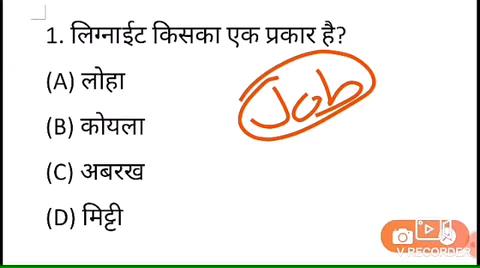 1. लिग्नाईट किसका एक प्रकार है?
(A) लोहा
Job
(B) कोयला
(C) अबरख
(D) मिट्टी
V RECORDER